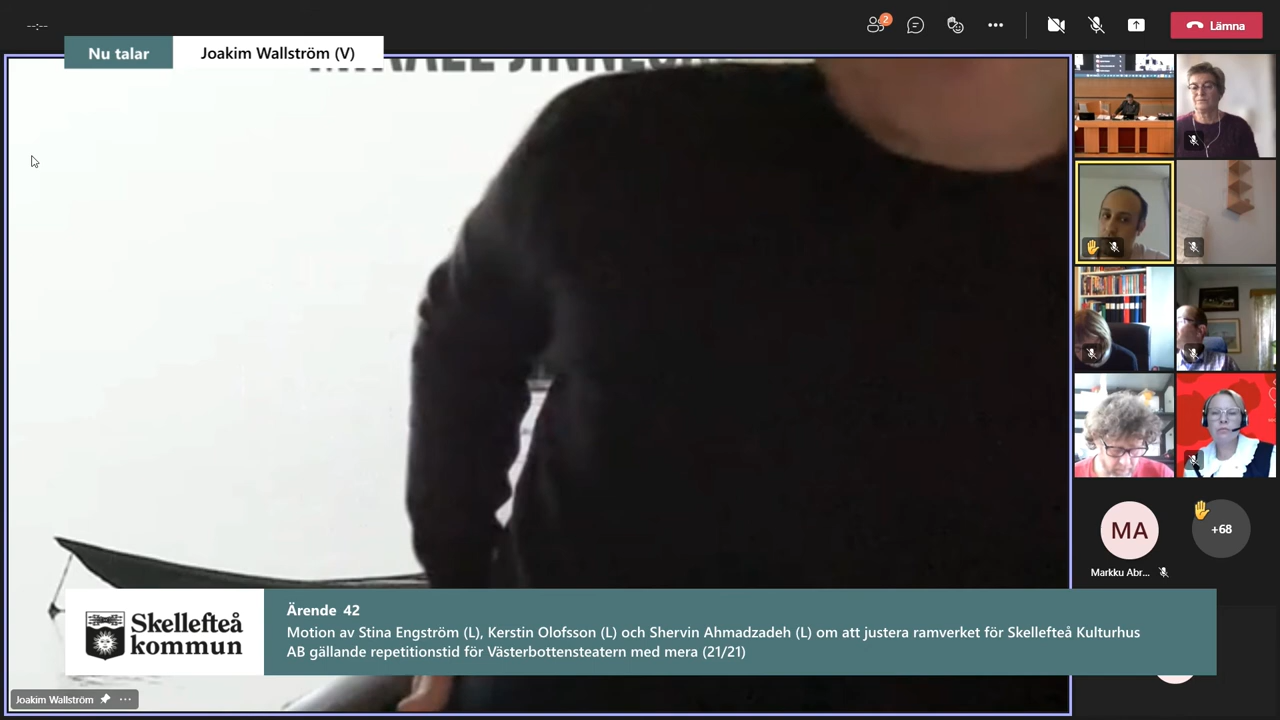 --:--
2
Lämna
Nu talar
Joakim Wallström (V)
MA
+68
Markku Abr...
Skellefteå
kommun
Ärende 42
Motion av Stina Engström (L), Kerstin Olofsson (L) och Shervin Ahmadzadeh (L) om att justera ramverket för Skellefteå Kulturhus
AB gällande repetitionstid för Västerbottensteatern med mera (21/21)
Joakim Wallström